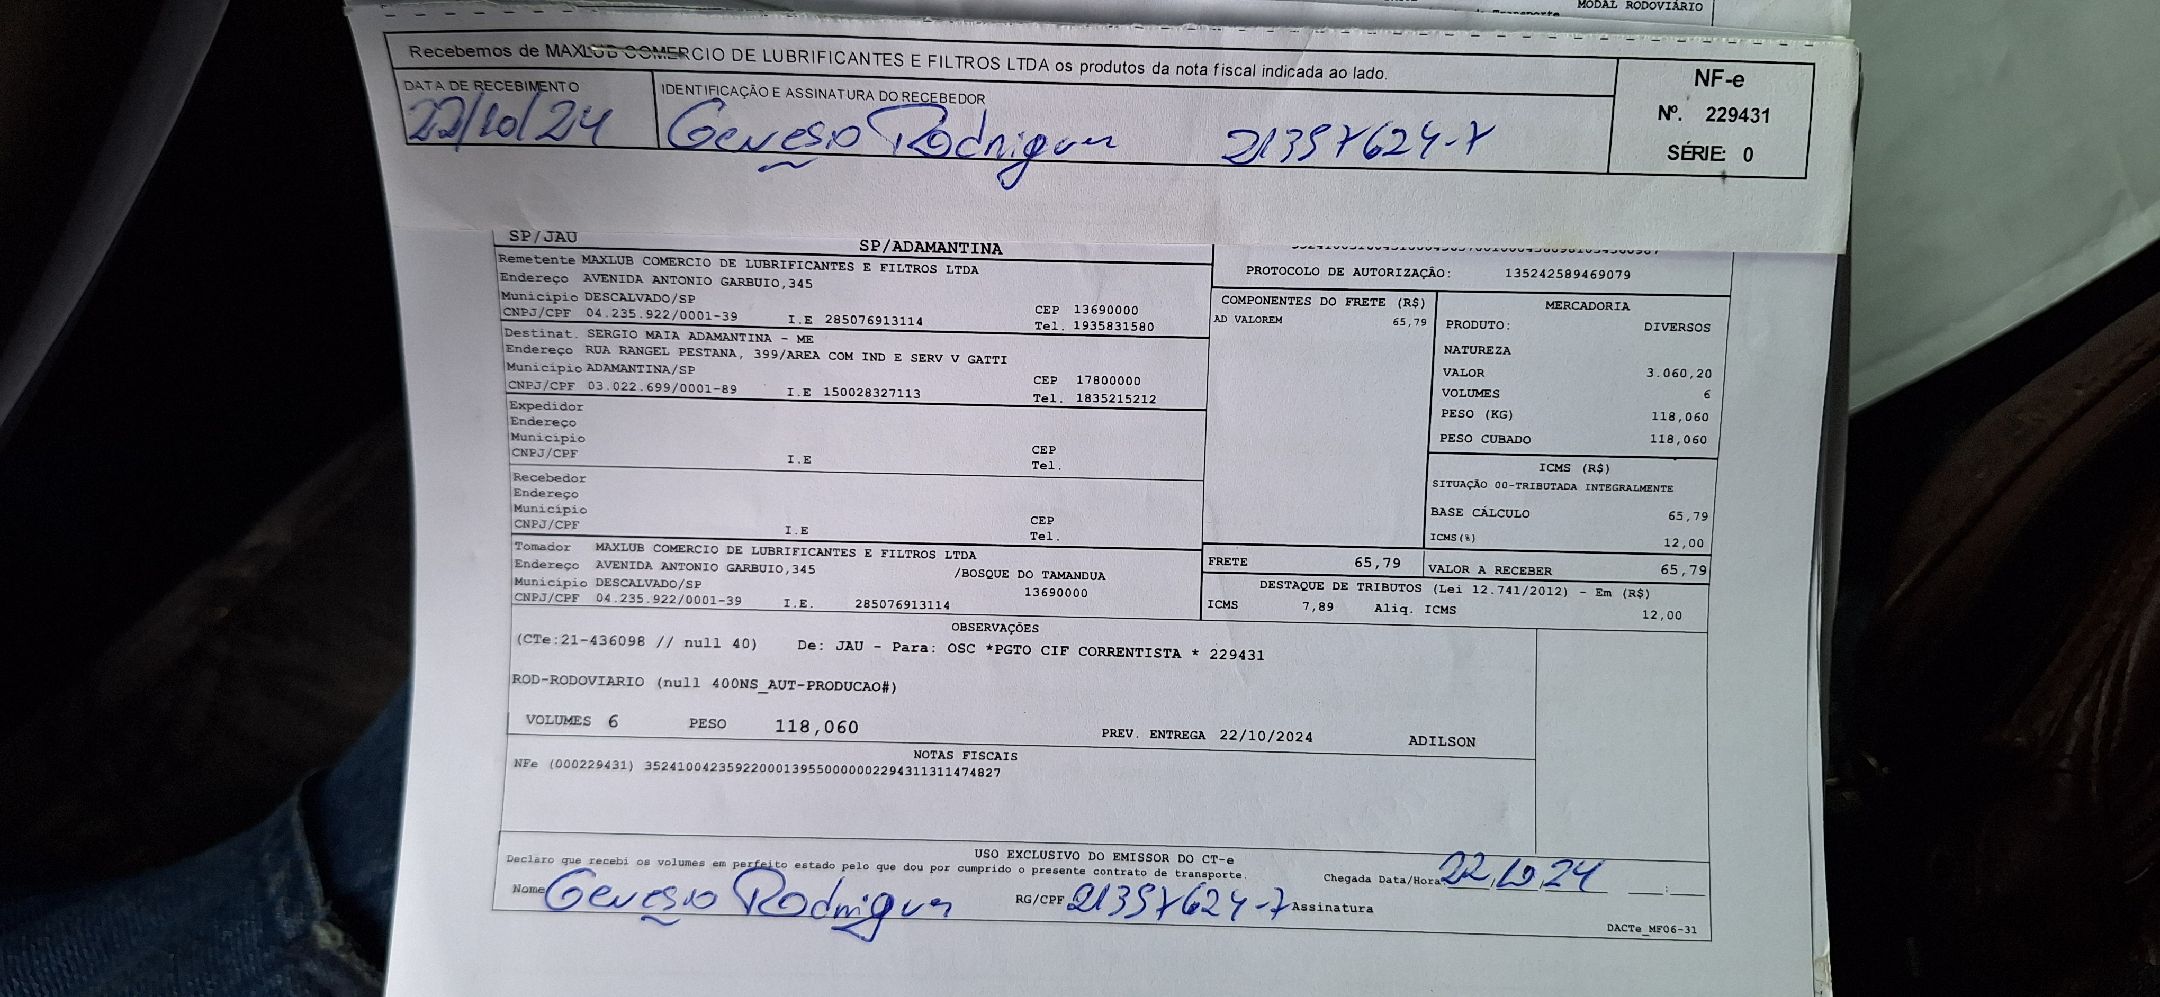 MODAL RODOVIÁRIO
Recebemos de MAXLUB COMERCIO DE LUBRIFICANTES E FILTROS LTDA os produtos da nota fiscal indicada ao lado.
DATA DE RECEBIMENTO
22/10/24
IDENTIFICAÇÃO E ASSINATURA DO RECEBEDOR
Genesio Rodrigues 21357624-7
NF-e
Nº. 229431
SÉRIE: 0
SP/JAU SP/ADAMANTINA
Remetente MAXLUB COMERCIO DE LUBRIFICANTES E FILTROS LTDA
Endereço AVENIDA ANTONIO GARBUIO,345
Municipio DESCALVADO/SP CEP 13690000
CNPJ/CPF 04.235.922/0001-39 I.E 285076913114 Tel. 1935831580
Destinat. SERGIO MAIA ADAMANTINA - ME
Endereço RUA RANGEL PESTANA, 399/AREA COM IND E SERV V GATTI
Municipio ADAMANTINA/SP CEP 17800000
CNPJ/CPF 03.022.699/0001-89 I.E 150028327113 Tel. 1835215212
Expedidor
Endereço
Municipio CEP
CNPJ/CPF I.E Tel.
Recebedor
Endereço
Municipio CEP
CNPJ/CPF I.E Tel.
Tomador MAXLUB COMERCIO DE LUBRIFICANTES E FILTROS LTDA
Endereço AVENIDA ANTONIO GARBUIO,345 /BOSQUE DO TAMANDUA
Municipio DESCALVADO/SP 13690000
CNPJ/CPF 04.235.922/0001-39 I.E. 285076913114
PROTOCOLO DE AUTORIZAÇÃO: 135242589469079
COMPONENTES DO FRETE (R$)
AD VALOREM 65,79
MERCADORIA
PRODUTO: DIVERSOS
NATUREZA
VALOR 3.060,20
VOLUMES 6
PESO (KG) 118,060
PESO CUBADO 118,060
ICMS (R$)
SITUAÇÃO 00-TRIBUTADA INTEGRALMENTE
BASE CÁLCULO 65,79
ICMS(%) 12,00
FRETE 65,79 VALOR A RECEBER 65,79
DESTAQUE DE TRIBUTOS (Lei 12.741/2012) - Em (R$)
ICMS 7,89 Aliq. ICMS 12,00
OBSERVAÇÕES
(CTe:21-436098 // null 40) De: JAU - Para: OSC *PGTO CIF CORRENTISTA * 229431
ROD-RODOVIARIO (null 400NS_AUT-PRODUCAO#)
VOLUMES 6 PESO 118,060 PREV. ENTREGA 22/10/2024 ADILSON
NOTAS FISCAIS
NFe (000229431) 35241004235922000139550000002294311311474827
USO EXCLUSIVO DO EMISSOR DO CT-e
Declaro que recebi os volumes em perfeito estado pelo que dou por cumprido o presente contrato de transporte.
Chegada Data/Hora 22,10,24 __:__
Nome Genesio Rodrigues RG/CPF 21357624-7 Assinatura
DACTe_MF06-31